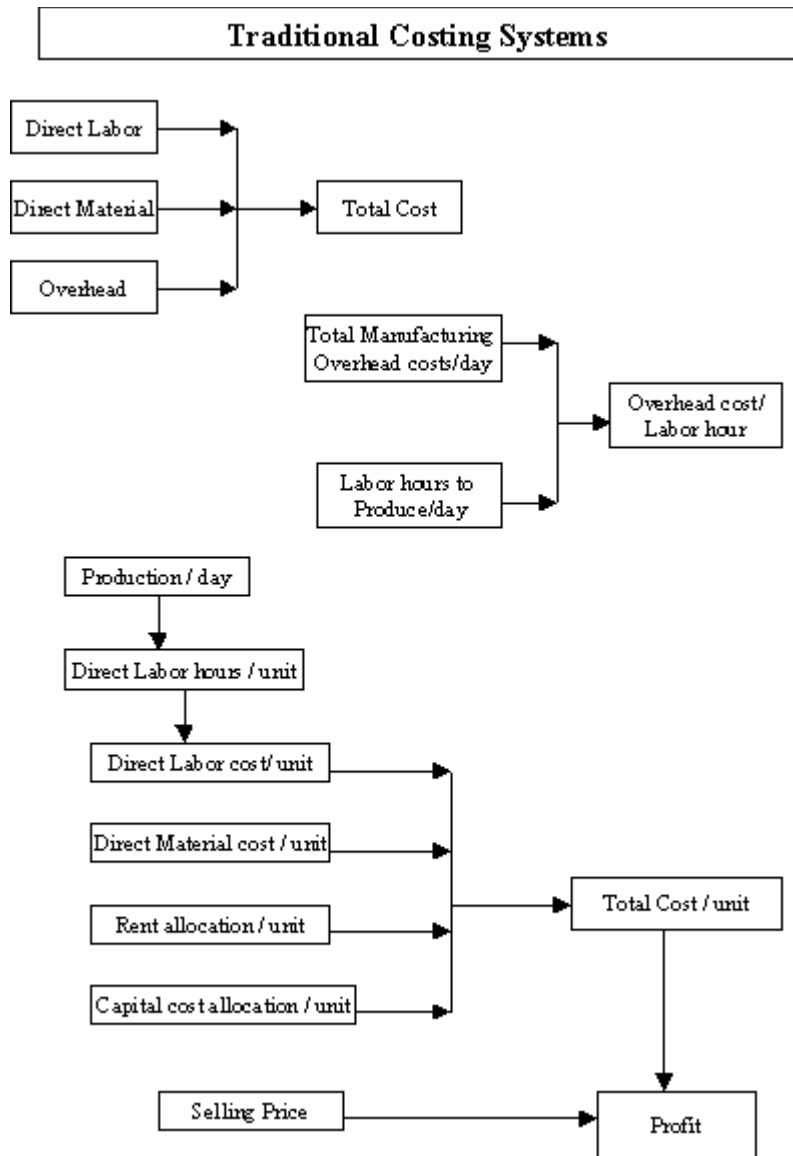 Traditional Costing Systems
Direct Labor
Direct Material
Total Cost
Overhead
Total Manufacturing
Overhead costs/day
Overhead cost/
Labor hour
Labor hours to
Produce/day
Production / day
Direct Labor hours / unit
Direct Labor cost/ unit
Direct Material cost / unit
Rent allocation / unit
Capital cost allocation / unit
Total Cost / unit
Selling Price
Profit